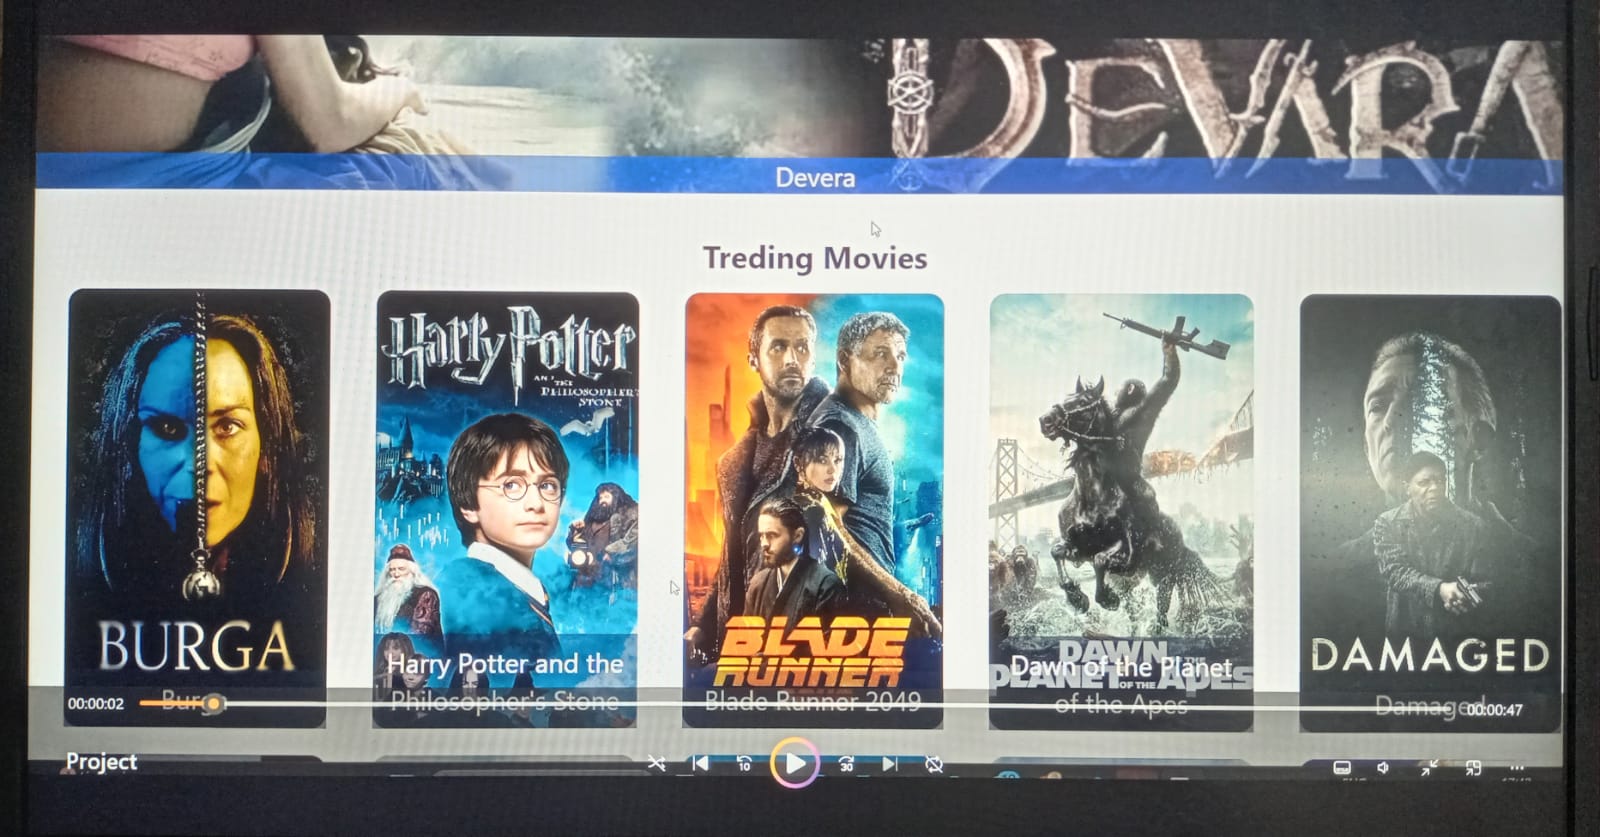 DEVARA
Devera
Treding Movies
BURGA
Burga
Harry Potter
AND THE
PHILOSOPHER'S
STONE
Harry Potter and the
Philosopher's Stone
BLADE
RUNNER
Blade Runner 2049
DAWN
PLANET OF THE APES
Dawn of the Planet
of the Apes
DAMAGED
Damaged
00:00:02
00:00:47
Project
10
30